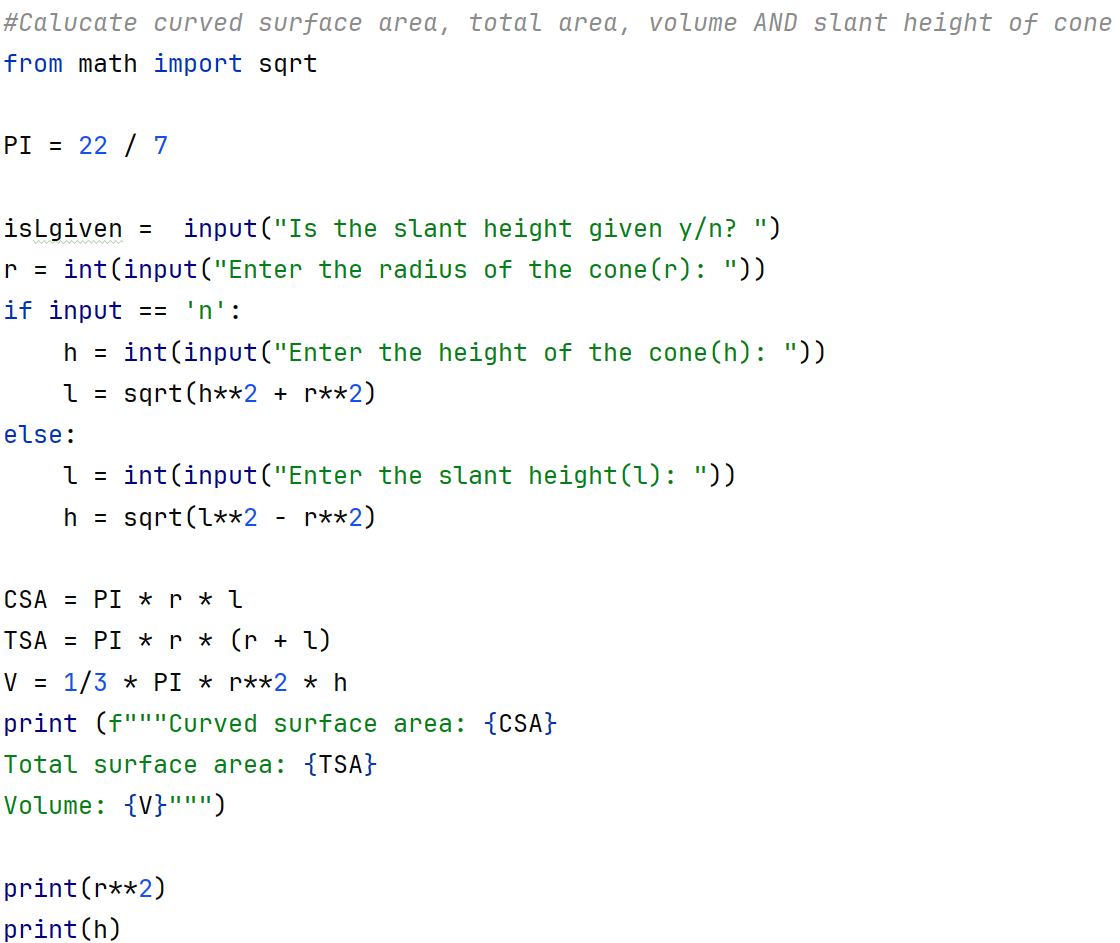 #Calucate curved surface area, total area, volume AND slant height of cone
from math import sqrt

PI = 22 / 7

isLgiven =  input("Is the slant height given y/n? ")
r = int(input("Enter the radius of the cone(r): "))
if input == 'n':
    h = int(input("Enter the height of the cone(h): "))
    l = sqrt(h**2 + r**2)
else:
    l = int(input("Enter the slant height(l): "))
    h = sqrt(l**2 - r**2)

CSA = PI * r * l
TSA = PI * r * (r + l)
V = 1/3 * PI * r**2 * h
print (f"""Curved surface area: {CSA}
Total surface area: {TSA}
Volume: {V}""")

print(r**2)
print(h)